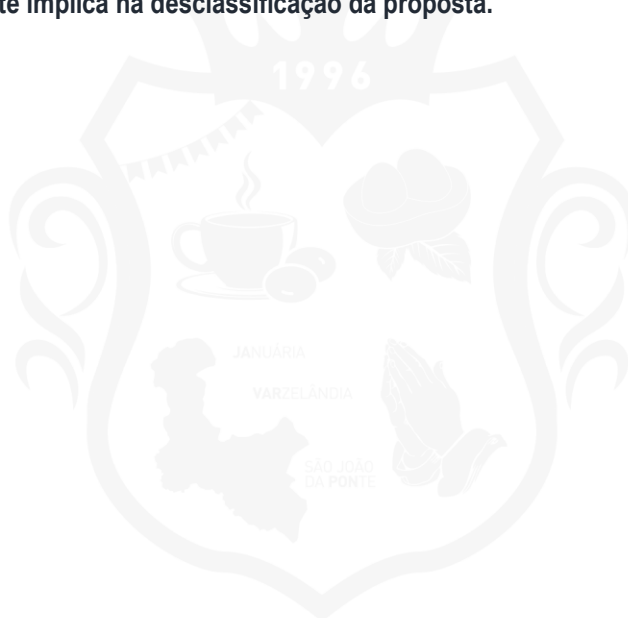 te implica na desclassificação da proposta.
1996
JANUÁRIA
VARZELÂNDIA
SÃO JOÃO
DA PONTE